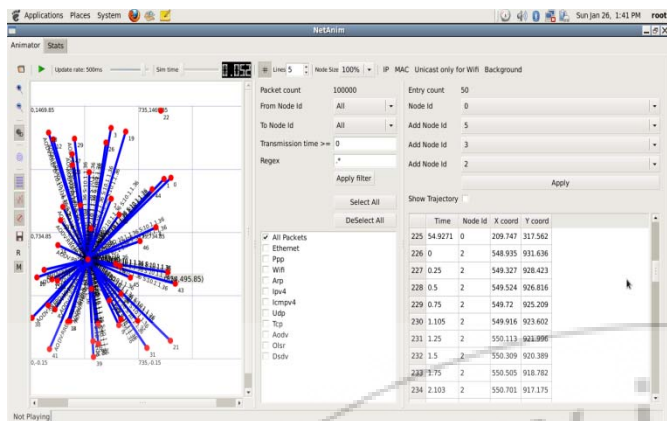 Applications Places System Sun Jan 26, 1:41 PM root
NetAnim
Animator Stats
Update rate: 500ms Sim time 0.052 Lines 5 Node Size 100% IP MAC Unicast only for Wifi Background
Packet count 100000
From Node Id All
To Node Id All
Transmission time >= 0
Regex .*
Apply filter
Select All
DeSelect All
All Packets
Ethernet
Ppp
Wifi
Arp
Ipv4
Icmpv4
Udp
Tcp
Aodv
Olsr
Dsdv
Entry count 50
Node Id 0
Add Node Id 5
Add Node Id 3
Add Node Id 2
Apply
Show Trajectory
Time Node Id X coord Y coord
225 54.9271 0 209.747 317.562
226 0 2 548.935 931.636
227 0.25 2 549.327 928.423
228 0.5 2 549.524 926.816
229 0.75 2 549.72 925.209
230 1.105 2 549.916 923.602
231 1.25 2 550.113 921.996
232 1.5 2 550.309 920.389
233 1.75 2 550.505 918.782
234 2.103 2 550.701 917.175
0,1469.85
22
19
29
1 0
0,734.85
46
45
43
41
39
31
21
0,-0.15
735,-0.15
R
M
Not Playing